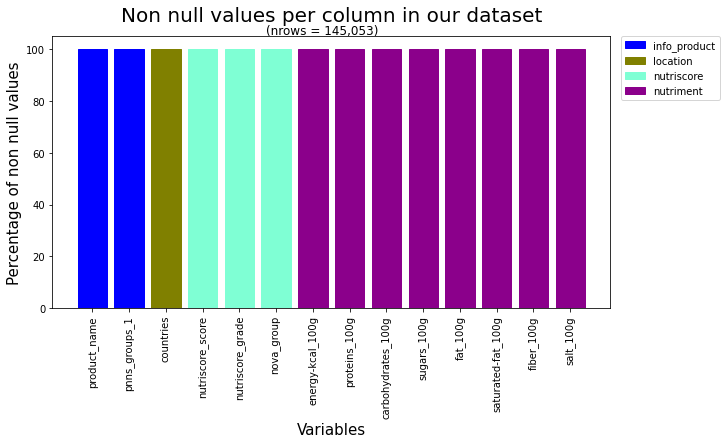 Non null values per column in our dataset
(nrows = 145,053)
Percentage of non null values
100
80
60
40
20
0
product_name
pnns_groups_1
countries
nutriscore_score
nutriscore_grade
nova_group
energy-kcal_100g
proteins_100g
carbohydrates_100g
sugars_100g
fat_100g
saturated-fat_100g
fiber_100g
salt_100g
Variables
info_product
location
nutriscore
nutriment